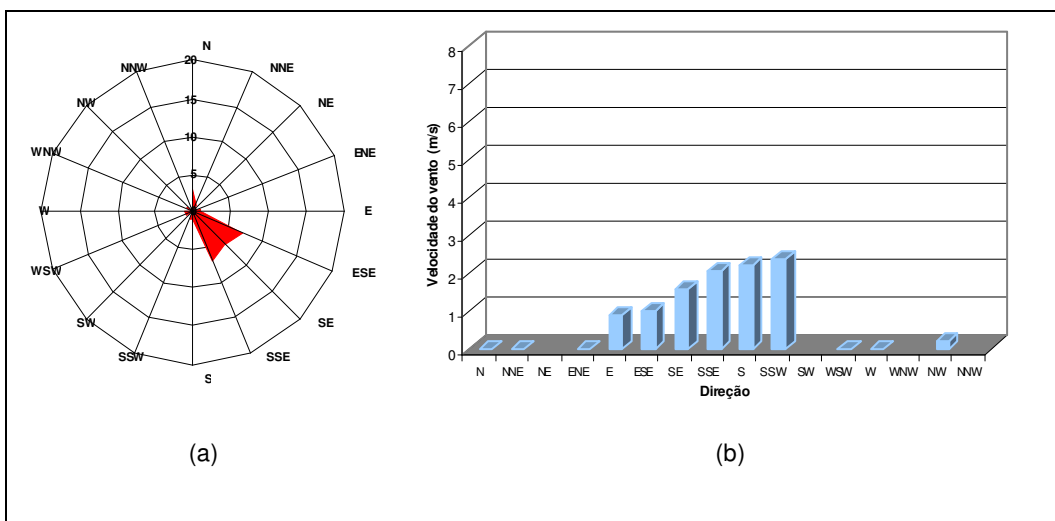 N
NNE
NE
ENE
E
ESE
SE
SSE
S
SSW
SW
WSW
W
WNW
NW
NNW
20
15
10
5
Velocidade do vento (m/s)
8
7
6
5
4
3
2
1
0
N NNE NE ENE E ESE SE SSE S SSW SW WSW W WNW NW NNW
Direção
(a) (b)